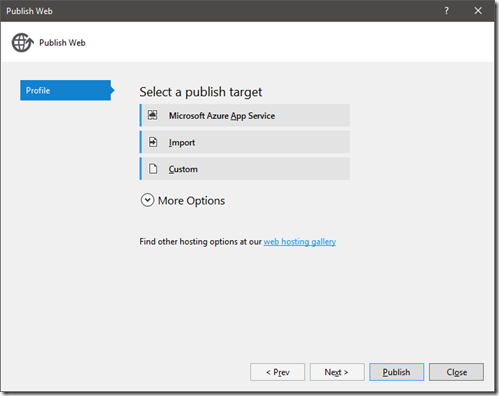 Publish Web
?
Publish Web
Profile
Select a publish target
Microsoft Azure App Service
Import
Custom
More Options
Find other hosting options at our web hosting gallery
< Prev
Next >
Publish
Close